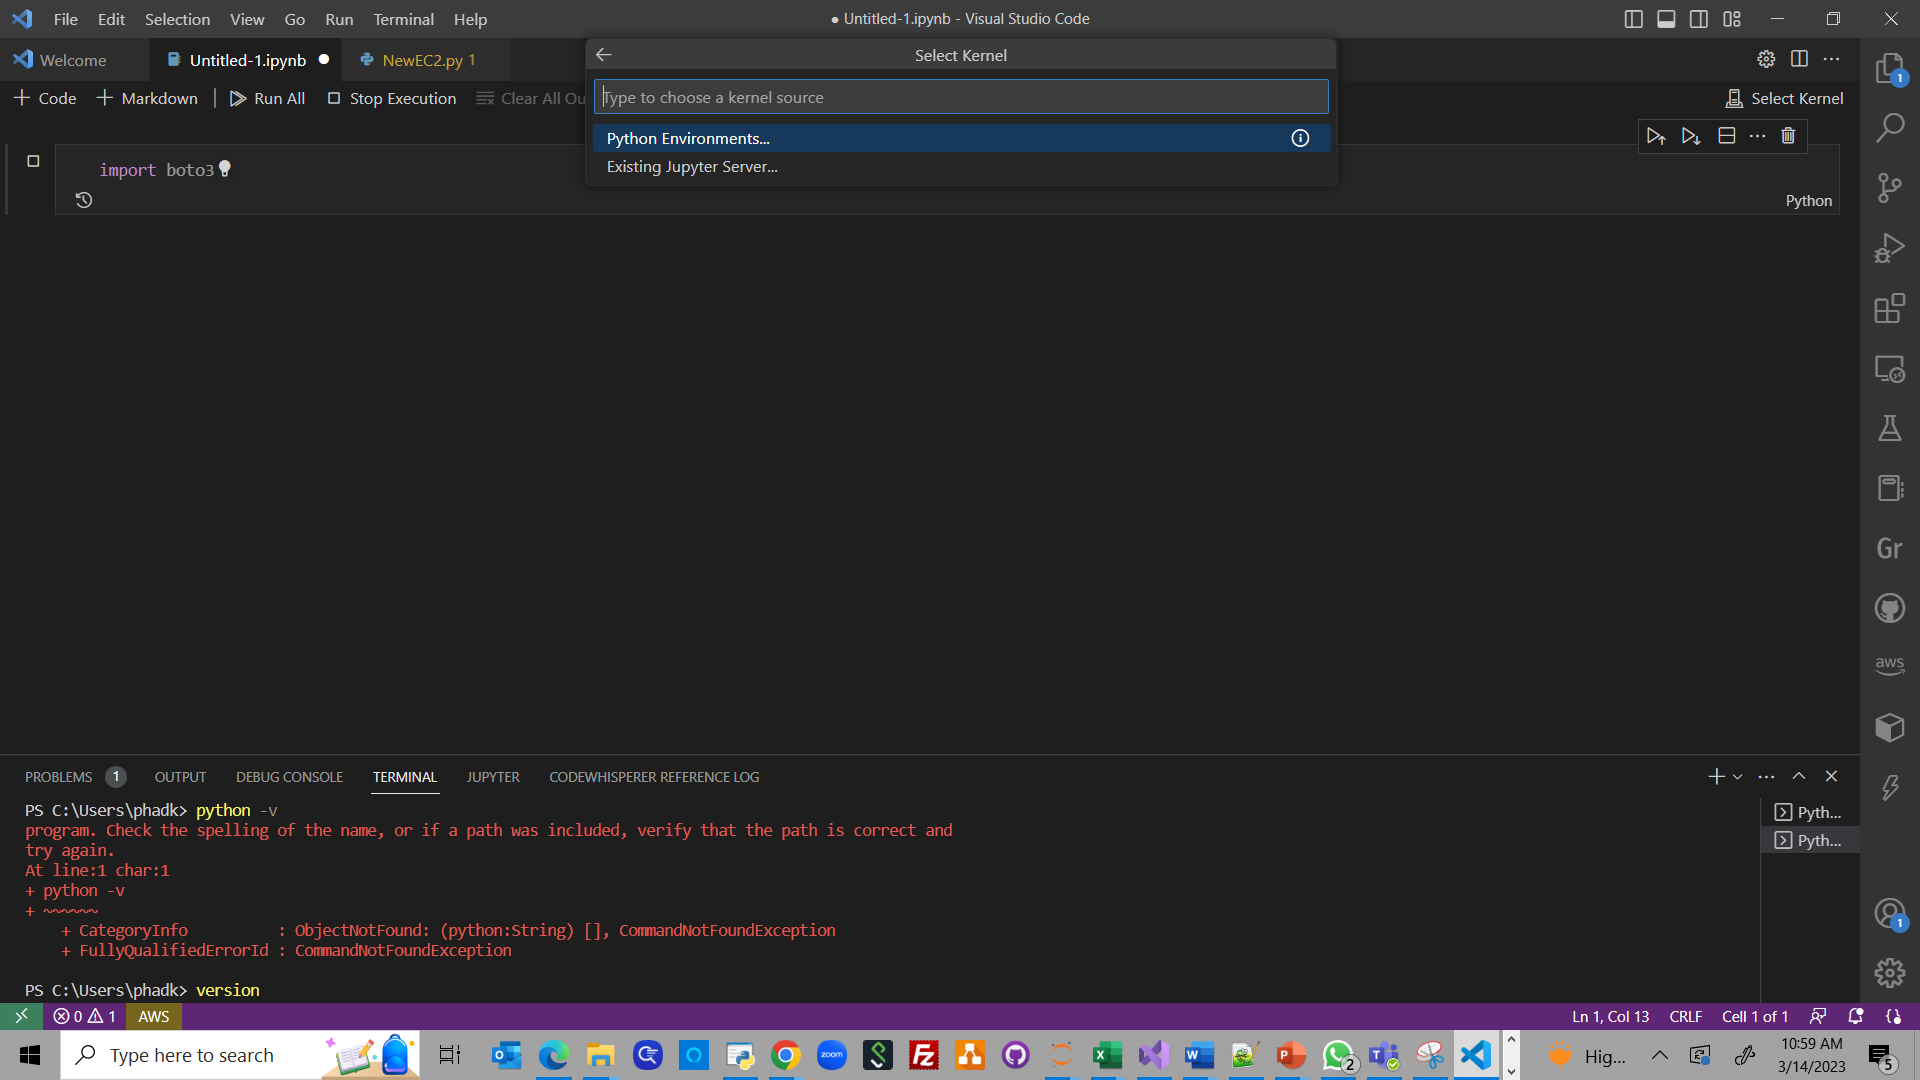 File Edit Selection View Go Run Terminal Help
● Untitled-1.ipynb - Visual Studio Code
Welcome
Untitled-1.ipynb
NewEC2.py 1
Select Kernel
Code
Markdown
Run All
Stop Execution
Clear All Ou
Type to choose a kernel source
Select Kernel
Python Environments...
Existing Jupyter Server...
import boto3
Python
1
Gr
aws
PROBLEMS 1
OUTPUT
DEBUG CONSOLE
TERMINAL
JUPYTER
CODEWHISPERER REFERENCE LOG
PS C:\Users\phadk> python -v
program. Check the spelling of the name, or if a path was included, verify that the path is correct and
try again.
At line:1 char:1
+ python -v
+ ~~~~~~
+ CategoryInfo : ObjectNotFound: (python:String) [], CommandNotFoundException
+ FullyQualifiedErrorId : CommandNotFoundException
PS C:\Users\phadk> version
Pyth...
Pyth...
1
0 1 AWS
Ln 1, Col 13 CRLF Cell 1 of 1
Type here to search
zoom
2
Hig...
10:59 AM
3/14/2023
5